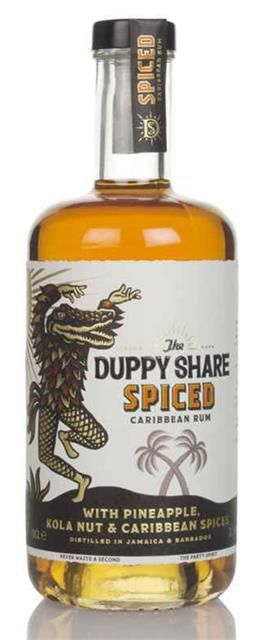 SPICED
CARIBBEAN RUM
DS
The
DUPPY SHARE
SPICED
CARIBBEAN RUM
WITH PINEAPPLE,
KOLA NUT & CARIBBEAN SPICES
DISTILLED IN JAMAICA & BARBADOS
NEVER WASTE A SECOND THE PARTY SPIRIT